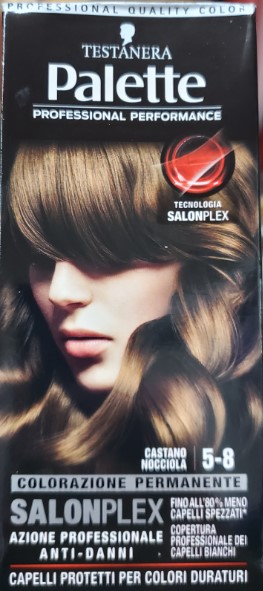 PROFESSIONAL QUALITY COLOR
TESTANERA
Palette
PROFESSIONAL PERFORMANCE
TECNOLOGIA
SALONPLEX
CASTANO
NOCCIOLA
5-8
COLORAZIONE PERMANENTE
SALONPLEX
AZIONE PROFESSIONALE
ANTI-DANNI
FINO ALL'80% MENO
CAPELLI SPEZZATI*
COPERTURA
PROFESSIONALE DEI
CAPELLI BIANCHI
CAPELLI PROTETTI PER COLORI DURATURI